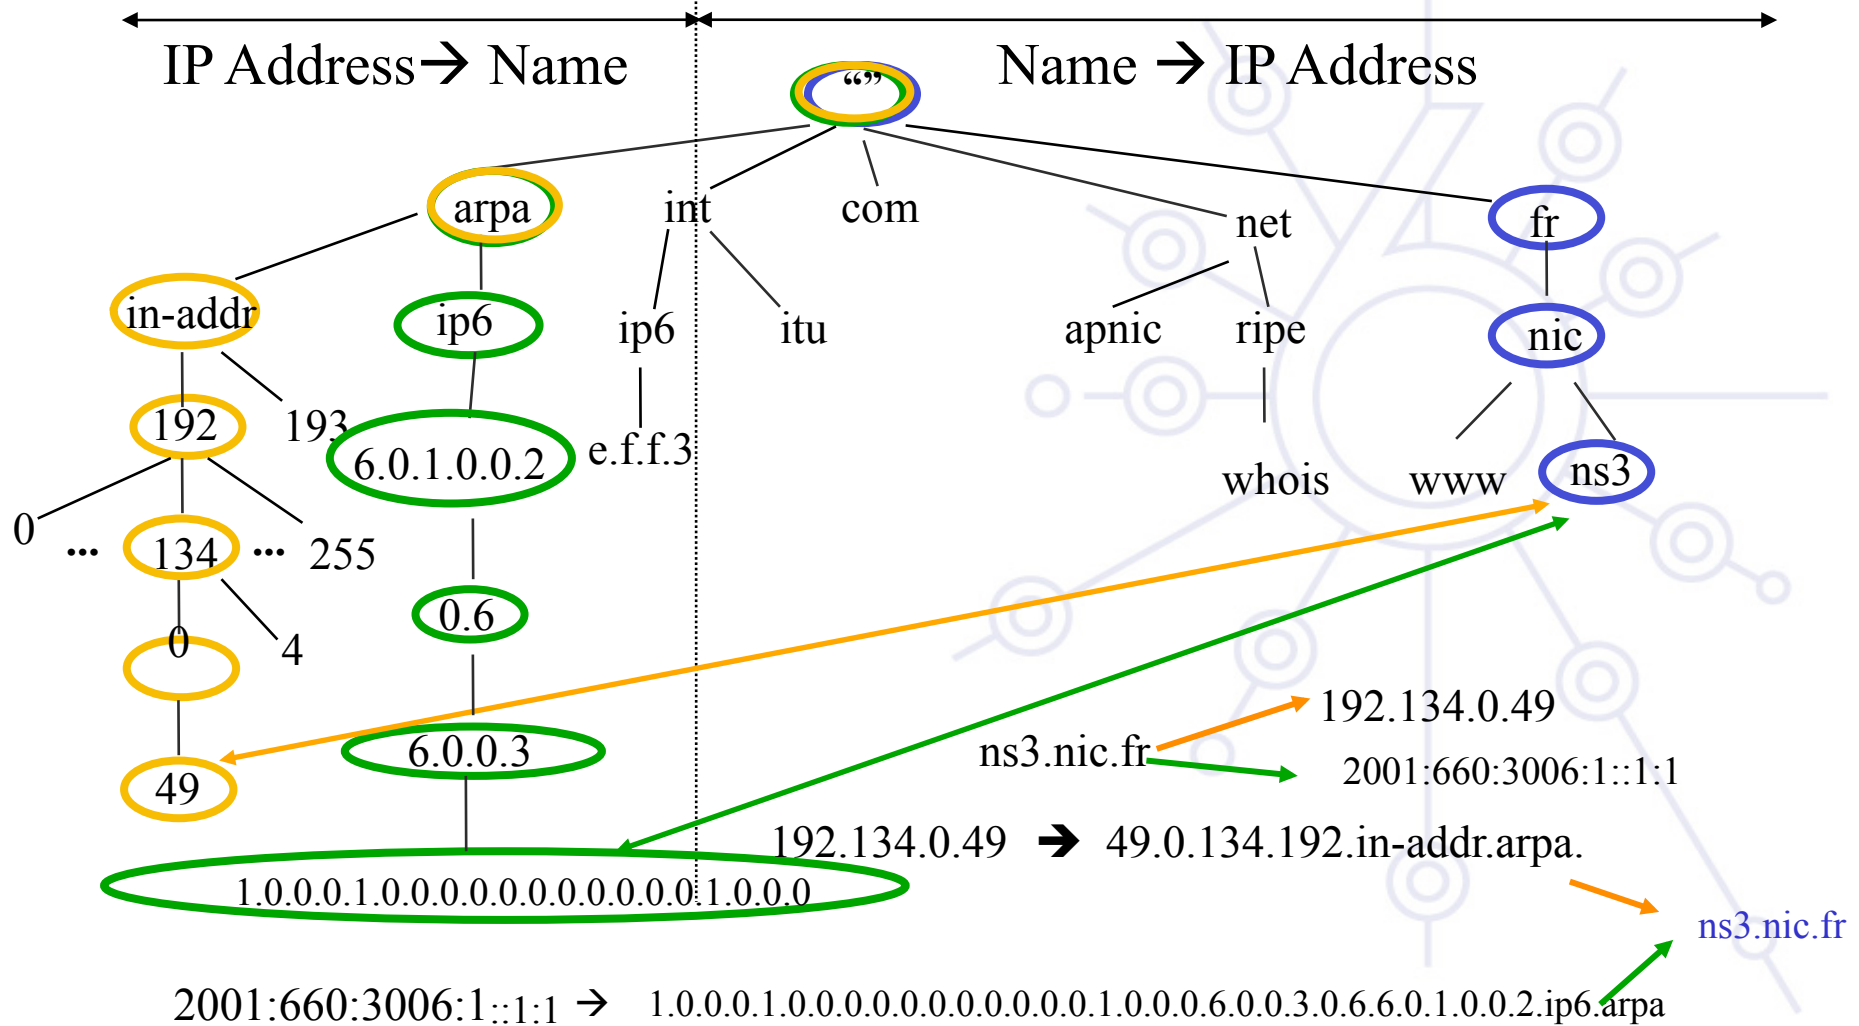 IP Address → Name
Name → IP Address
“”
arpa
int
com
net
fr
in-addr
ip6
ip6
itu
apnic
ripe
nic
192
193
6.0.1.0.0.2
e.f.f.3
whois
www
ns3
0
...
134
...
255
0.6
0
4
6.0.0.3
49
ns3.nic.fr
192.134.0.49
2001:660:3006:1::1:1
192.134.0.49 → 49.0.134.192.in-addr.arpa.
1.0.0.0.1.0.0.0.0.0.0.0.0.0.0.0.1.0.0.0
ns3.nic.fr
2001:660:3006:1::1:1 → 1.0.0.0.1.0.0.0.0.0.0.0.0.0.0.0.1.0.0.0.6.0.0.3.0.6.6.0.1.0.0.2.ip6.arpa